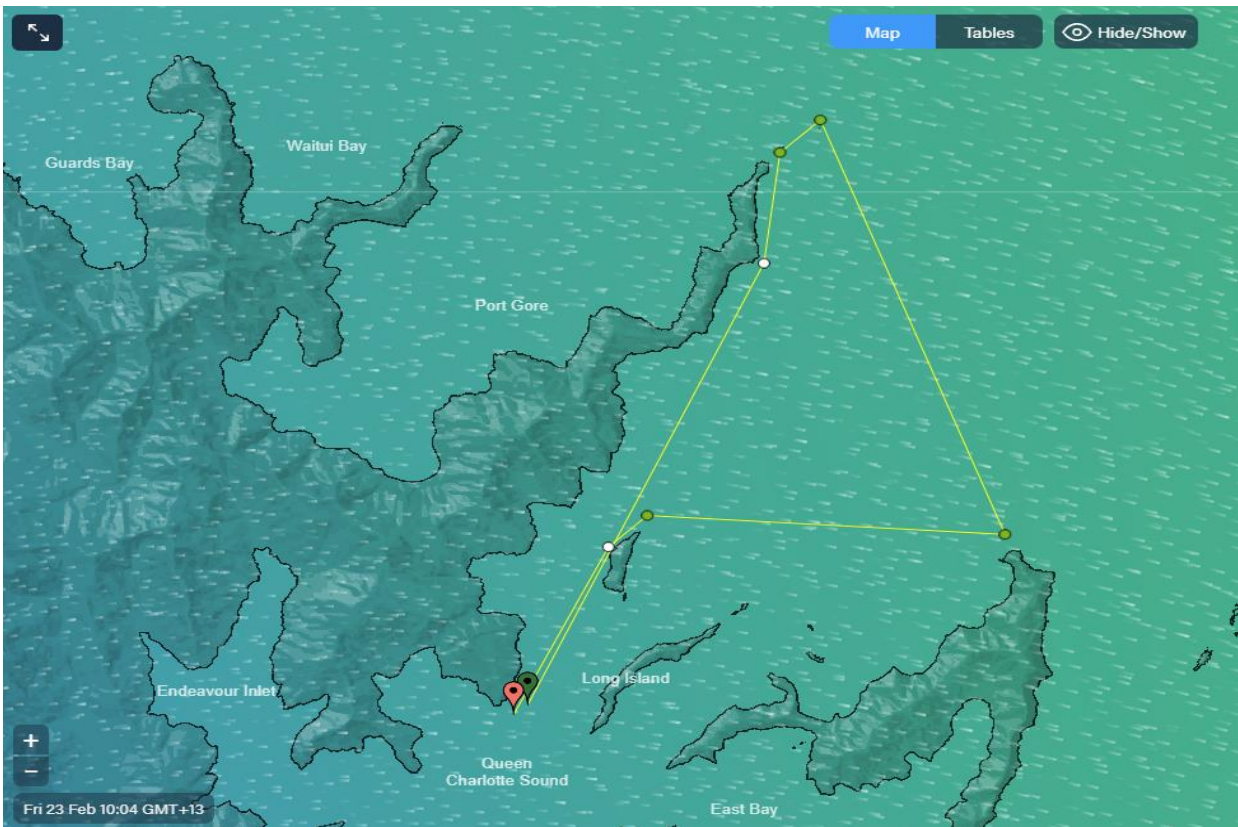 Map
Tables
Hide/Show
Waitui Bay
Guards Bay
Port Gore
Long Island
Endeavour Inlet
Queen
Charlotte Sound
+
−
Fri 23 Feb 10:04 GMT+13
East Bay